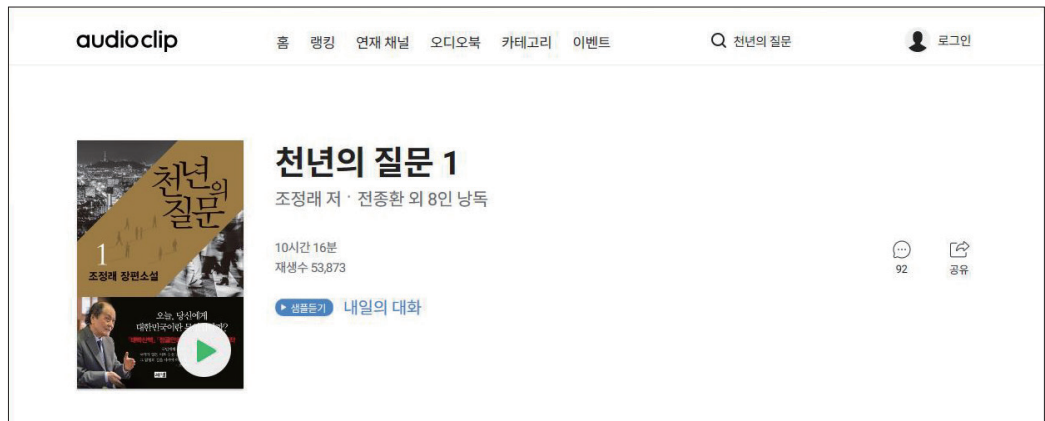 audioclip
홈 랭킹 연재 채널 오디오북 카테고리 이벤트
천년의 질문
로그인
천년의 질문
1
조정래 장편소설
오늘, 당신에게
천년의 질문 1
조정래 저 · 전종환 외 8인 낭독
10시간 16분
재생수 53,873
샘플듣기 내일의 대화
92
공유